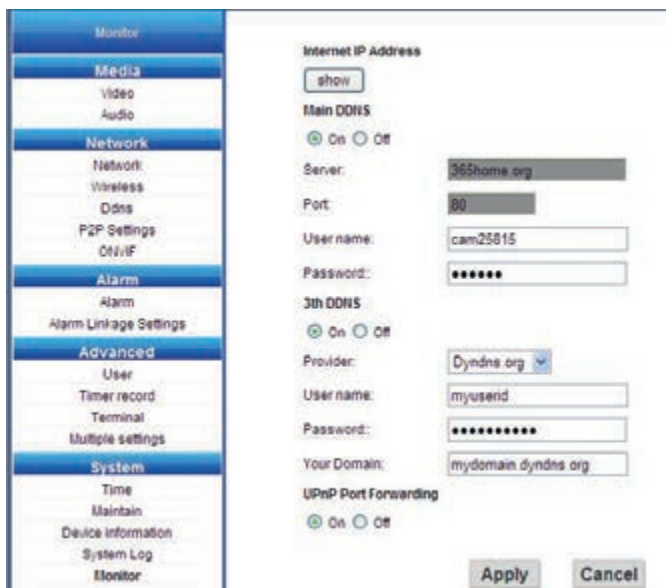 Monitor
Media
Video
Audio
Network
Network
Wireless
Ddns
P2P Settings
ONVIF
Alarm
Alarm
Alarm Linkage Settings
Advanced
User
Timer record
Terminal
Multiple settings
System
Time
Maintain
Device Information
System Log
Monitor
Internet IP Address
show
Main DDNS
On Off
Server: 365home.org
Port: 80
User name: cam25815
Password:: ●●●●●●
3th DDNS
On Off
Provider: Dyndns.org
User name: myuserid
Password:: ●●●●●●●●●●
Your Domain: mydomain.dyndns.org
UPnP Port Forwarding
On Off
Apply Cancel